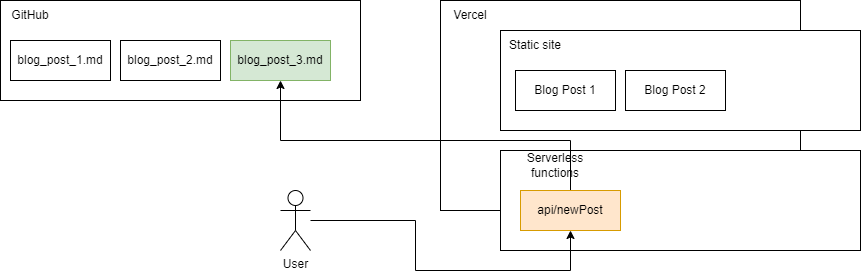 GitHub
Vercel
blog_post_1.md
blog_post_2.md
blog_post_3.md
Static site
Blog Post 1
Blog Post 2
Serverless
functions
api/newPost
User